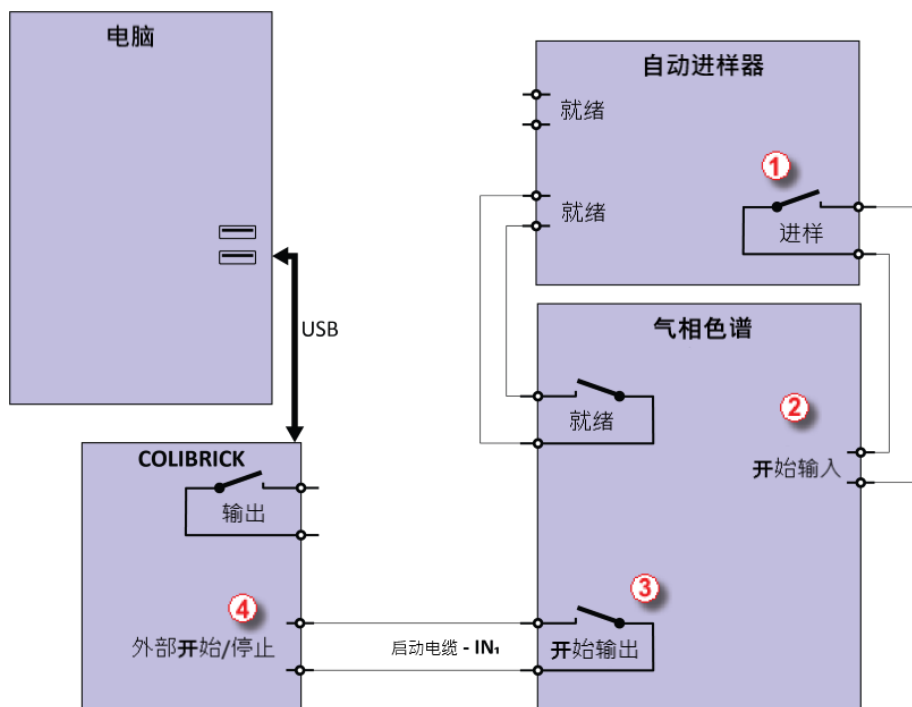 电脑
USB
自动进样器
就绪
就绪
1
进样
气相色谱
就绪
2
开始输入
3
开始输出
COLIBRICK
输出
4
外部开始/停止
启动电缆 - IN₁